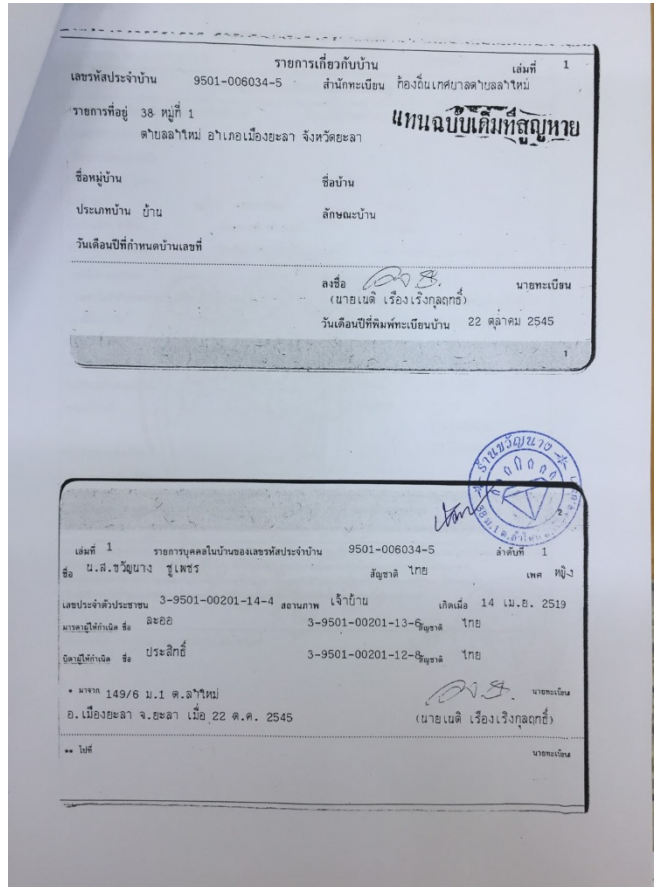 รายการเกี่ยวกับบ้าน เล่มที่ 1
เลขรหัสประจำบ้าน 9501-006034-5 สำนักทะเบียน ท้องถิ่นเทศบาลตำบลลำใหม่
รายการที่อยู่ 38 หมู่ที่ 1
ตำบลลำใหม่ อำเภอเมืองยะลา จังหวัดยะลา
แทนฉบับเดิมที่สูญหาย
ชื่อหมู่บ้าน ชื่อบ้าน
ประเภทบ้าน บ้าน ลักษณะบ้าน
วันเดือนปีที่กำหนดบ้านเลขที่
ลงชื่อ นายทะเบียน
(นายเนติ เรืองเริงกุลฤทธิ์)
วันเดือนปีที่พิมพ์ทะเบียนบ้าน 22 ตุลาคม 2545
1
ร้านขวัญนาง
2
เล่มที่ 1 รายการบุคคลในบ้านของเลขรหัสประจำบ้าน 9501-006034-5 ลำดับที่ 1
ชื่อ น.ส.ขวัญนาง ชูเพชร สัญชาติ ไทย เพศ หญิง
เลขประจำตัวประชาชน 3-9501-00201-14-4 สถานภาพ เจ้าบ้าน เกิดเมื่อ 14 เม.ย. 2519
มารดาผู้ให้กำเนิด ชื่อ ละออ 3-9501-00201-13-6 สัญชาติ ไทย
บิดาผู้ให้กำเนิด ชื่อ ประสิทธิ์ 3-9501-00201-12-8 สัญชาติ ไทย
* มาจาก 149/6 ม.1 ต.ลำใหม่
อ.เมืองยะลา จ.ยะลา เมื่อ 22 ต.ค. 2545
นายทะเบียน
(นายเนติ เรืองเริงกุลฤทธิ์)
** ไปที่ นายทะเบียน